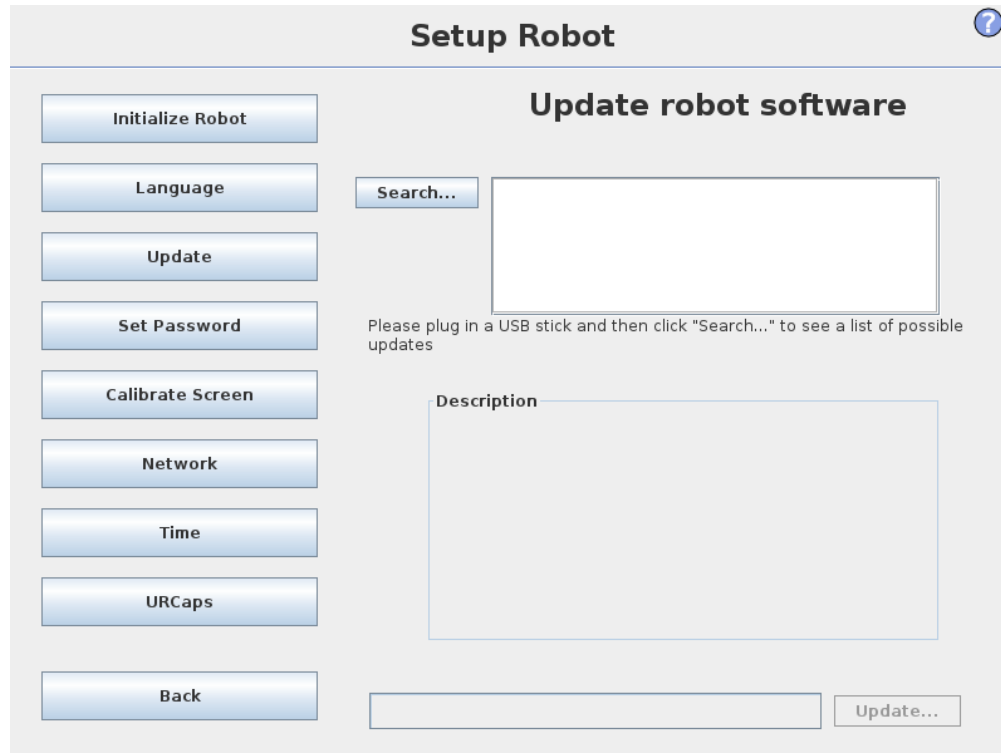 Setup Robot
?
Initialize Robot
Language
Update
Set Password
Calibrate Screen
Network
Time
URCaps
Back
Update robot software
Search...
Please plug in a USB stick and then click "Search..." to see a list of possible
updates
Description
Update...